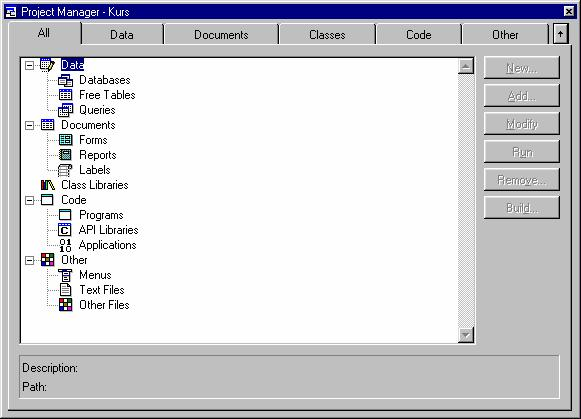 Project Manager - Kurs
All Data Documents Classes Code Other
Data
Databases
Free Tables
Queries
Documents
Forms
Reports
Labels
Class Libraries
Code
Programs
API Libraries
Applications
Other
Menus
Text Files
Other Files
New...
Add...
Modify
Run
Remove...
Build...
Description:
Path: